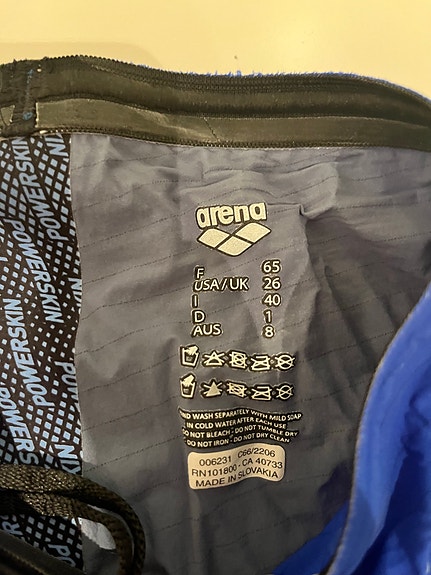 arena
F 65
USA/UK 26
I 40
D 1
AUS 8
HAND WASH SEPARATELY WITH MILD SOAP
IN COLD WATER AFTER EACH USE
DO NOT BLEACH - DO NOT TUMBLE DRY
DO NOT IRON - DO NOT DRY CLEAN
006231 C66/2206
RN101800 - CA 40733
MADE IN SLOVAKIA
POWERSKIN
POWERSKIN
POWERSKIN